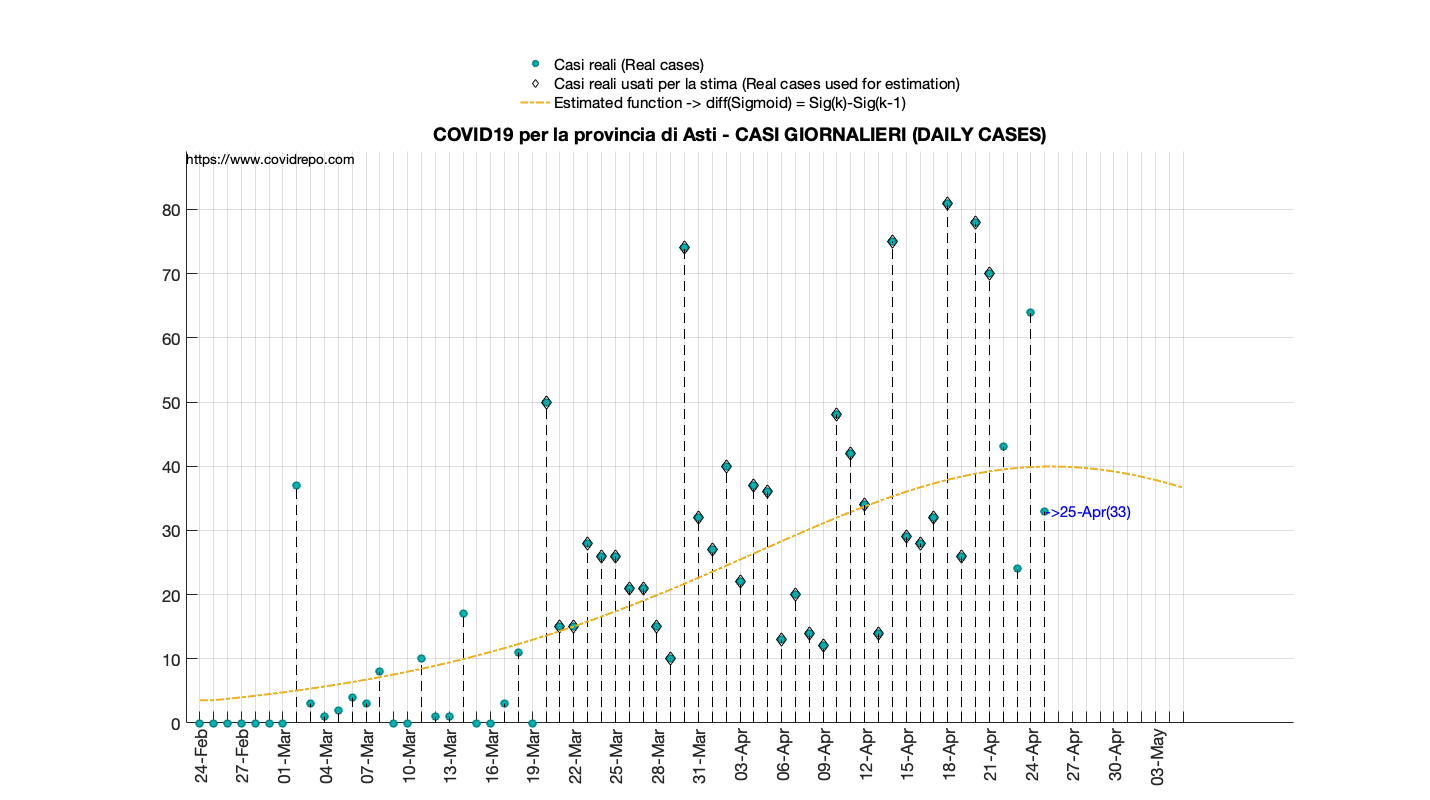 Casi reali (Real cases)
Casi reali usati per la stima (Real cases used for estimation)
Estimated function -> diff(Sigmoid) = Sig(k)-Sig(k-1)
COVID19 per la provincia di Asti - CASI GIORNALIERI (DAILY CASES)
https://www.covidrepo.com
80
70
60
50
40
30
20
10
0
->25-Apr(33)
24-Feb
27-Feb
01-Mar
04-Mar
07-Mar
10-Mar
13-Mar
16-Mar
19-Mar
22-Mar
25-Mar
28-Mar
31-Mar
03-Apr
06-Apr
09-Apr
12-Apr
15-Apr
18-Apr
21-Apr
24-Apr
27-Apr
30-Apr
03-May